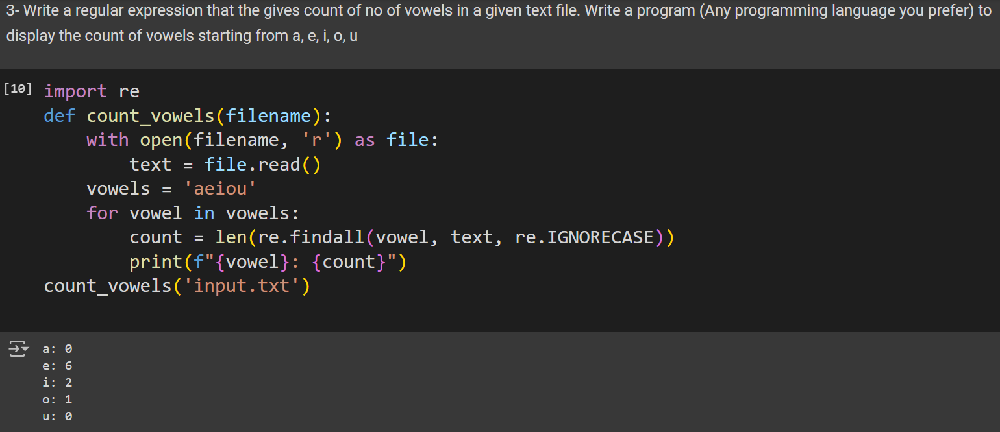 3- Write a regular expression that the gives count of no of vowels in a given text file. Write a program (Any programming language you prefer) to
display the count of vowels starting from a, e, i, o, u
[10] import re
def count_vowels(filename):
    with open(filename, 'r') as file:
        text = file.read()
    vowels = 'aeiou'
    for vowel in vowels:
        count = len(re.findall(vowel, text, re.IGNORECASE))
        print(f"{vowel}: {count}")
count_vowels('input.txt')
a: 0
e: 6
i: 2
o: 1
u: 0